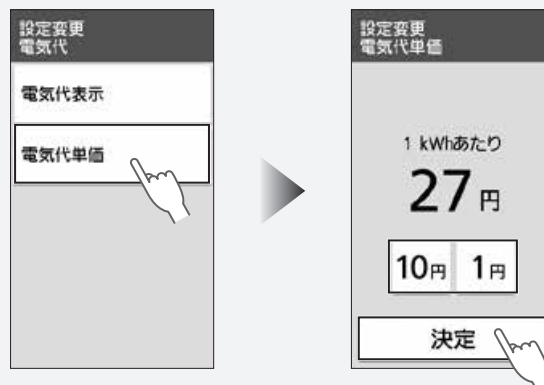 設定変更
電気代
電気代表示
電気代単価
設定変更
電気代単価
1 kWhあたり
27 円
10円 1円
決定